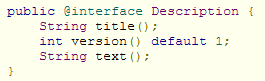 public @interface Description {
    String title();
    int version() default 1;
    String text();
}